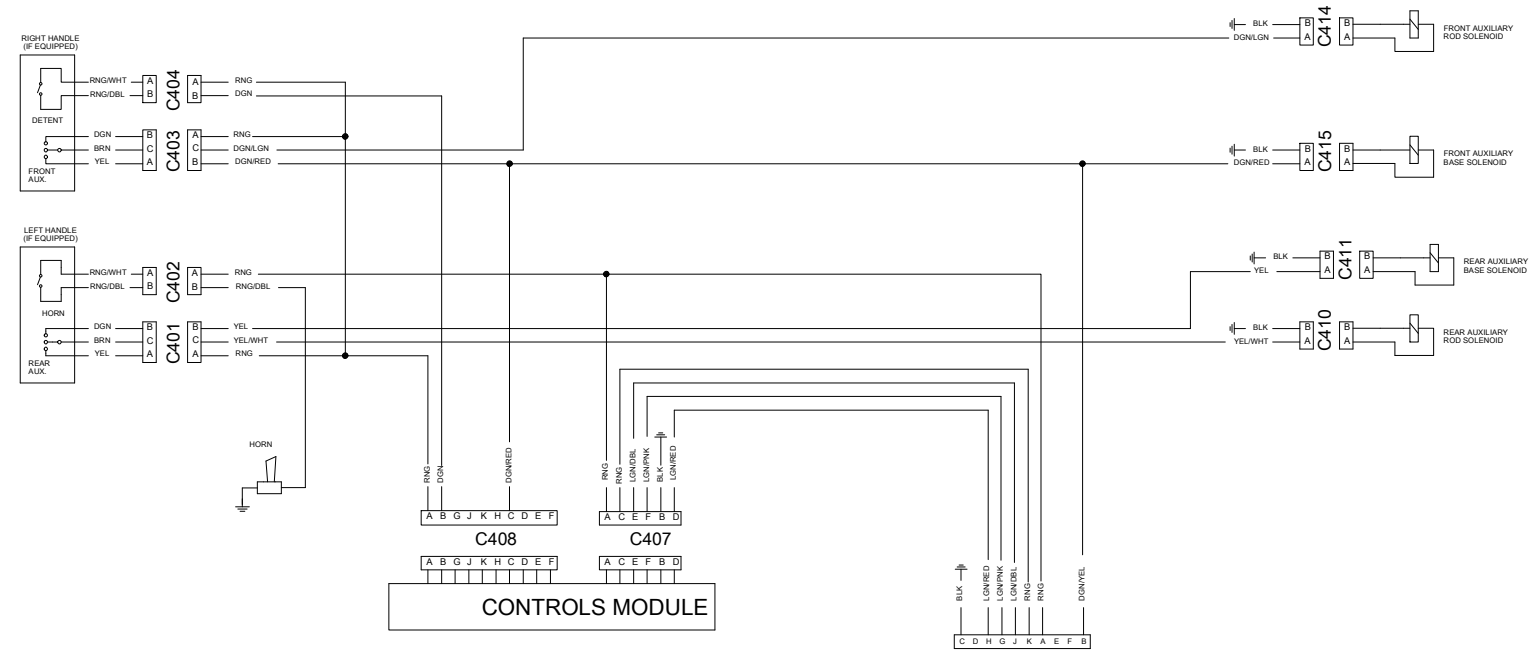 RIGHT HANDLE
(IF EQUIPPED)
RNG/WHT A C404 A RNG
RNG/DBL B B DGN
DETENT
DGN B C403 A RNG
BRN C C DGN/LGN
YEL A B DGN/RED
FRONT
AUX.
LEFT HANDLE
(IF EQUIPPED)
RNG/WHT A C402 A RNG
RNG/DBL B B RNG/DBL
HORN
DGN B C401 B YEL
BRN C C YEL/WHT
YEL A A RNG
REAR
AUX.
BLK B C414 B
DGN/LGN A A
FRONT AUXILIARY
ROD SOLENOID
BLK B C415 B
DGN/RED A A
FRONT AUXILIARY
BASE SOLENOID
BLK B C411 B
YEL A A
REAR AUXILIARY
BASE SOLENOID
BLK B C410 B
YEL/WHT A A
REAR AUXILIARY
ROD SOLENOID
HORN
RNG DGN DGN/RED
A B G J K H C D E F
C408
A B G J K H C D E F
RNG RNG LGN/DBL LGN/PNK BLK LGN/RED
A C E F B D
C407
A C E F B D
CONTROLS MODULE
BLK LGN/RED LGN/PNK LGN/DBL RNG RNG DGN/YEL
C D H G J K A E F B